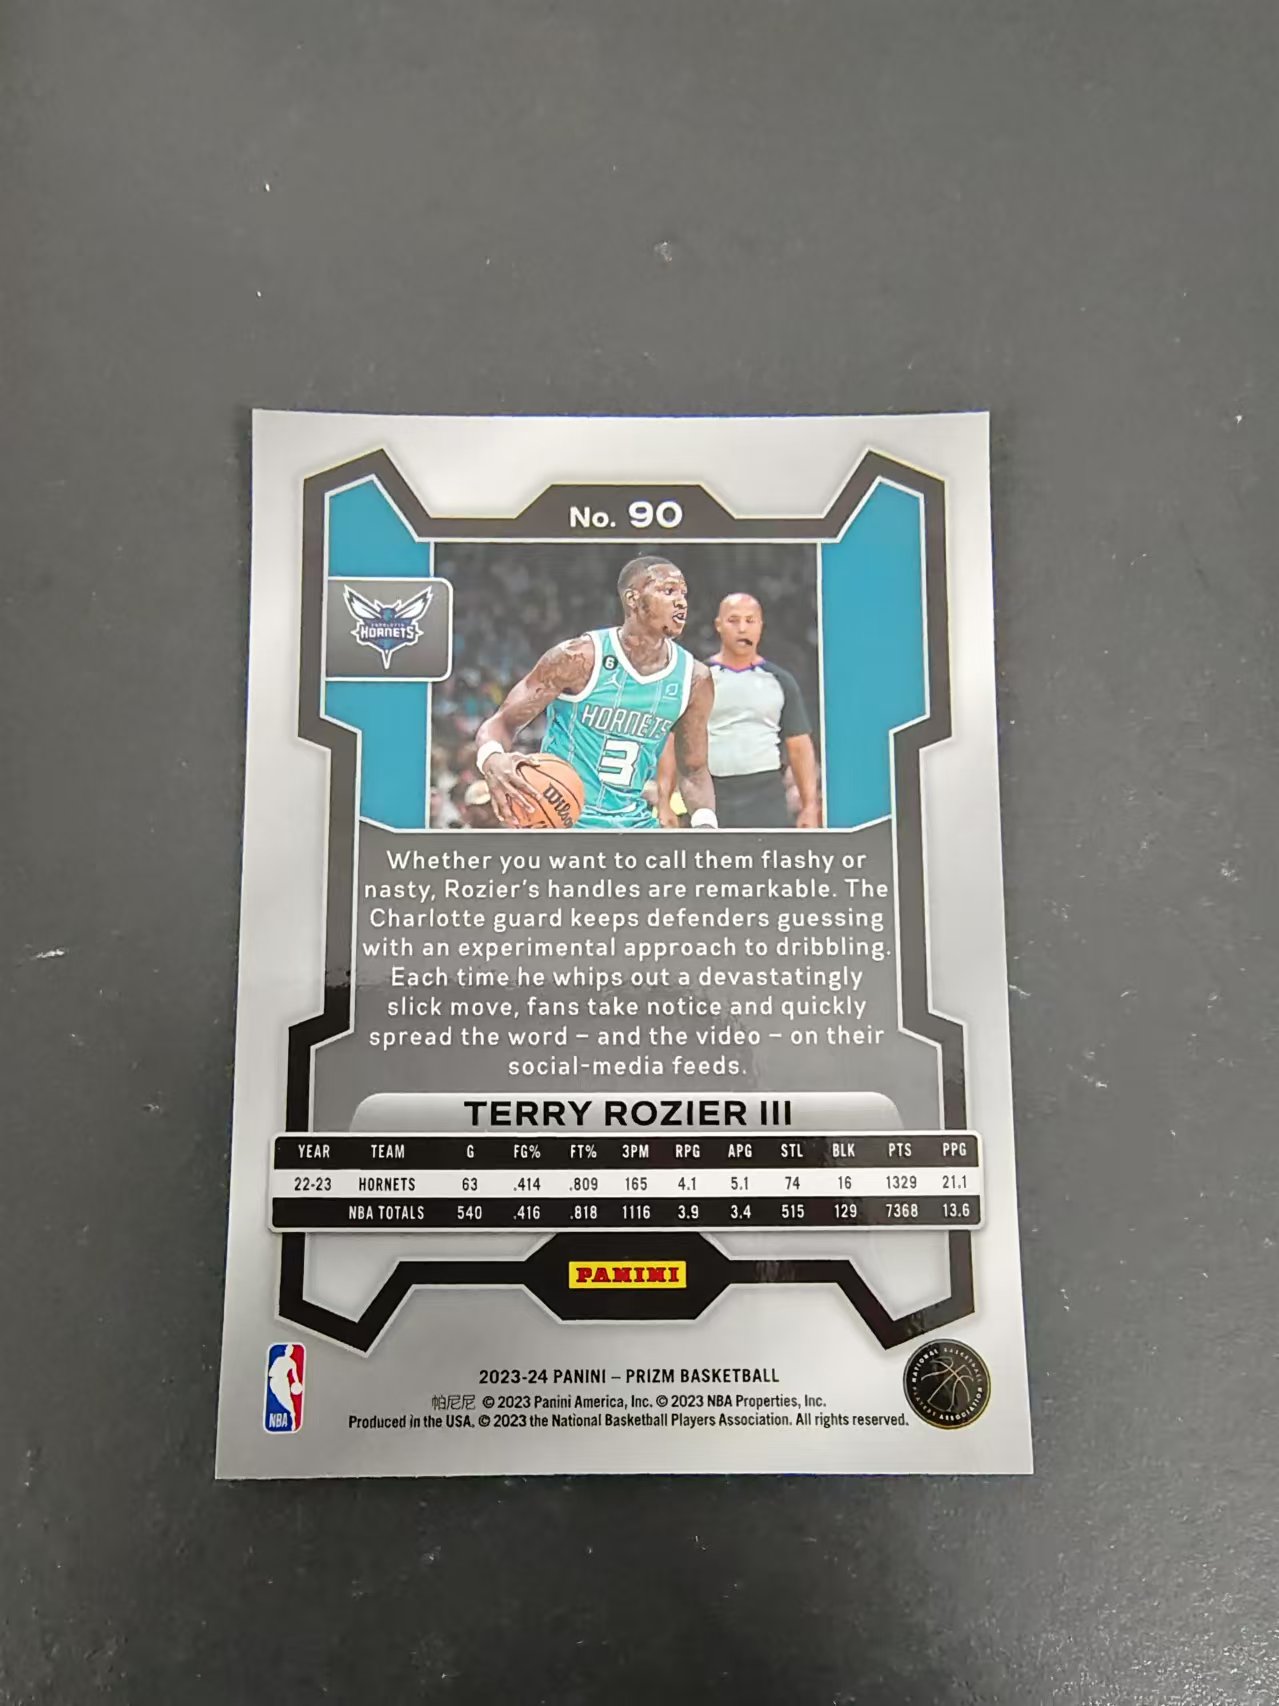 No. 90
CHARLOTTE
HORNETS
6
HORNETS
3
Wilson
Whether you want to call them flashy or
nasty, Rozier's handles are remarkable. The
Charlotte guard keeps defenders guessing
with an experimental approach to dribbling.
Each time he whips out a devastatingly
slick move, fans take notice and quickly
spread the word – and the video – on their
social-media feeds.
TERRY ROZIER III
YEAR TEAM G FG% FT% 3PM RPG APG STL BLK PTS PPG
22-23 HORNETS 63 .414 .809 165 4.1 5.1 74 16 1329 21.1
NBA TOTALS 540 .416 .818 1116 3.9 3.4 515 129 7368 13.6
PANINI
NBA
NATIONAL BASKETBALL
PLAYERS ASSOCIATION
2023-24 PANINI – PRIZM BASKETBALL
帕尼尼 © 2023 Panini America, Inc. © 2023 NBA Properties, Inc.
Produced in the USA. © 2023 the National Basketball Players Association. All rights reserved.